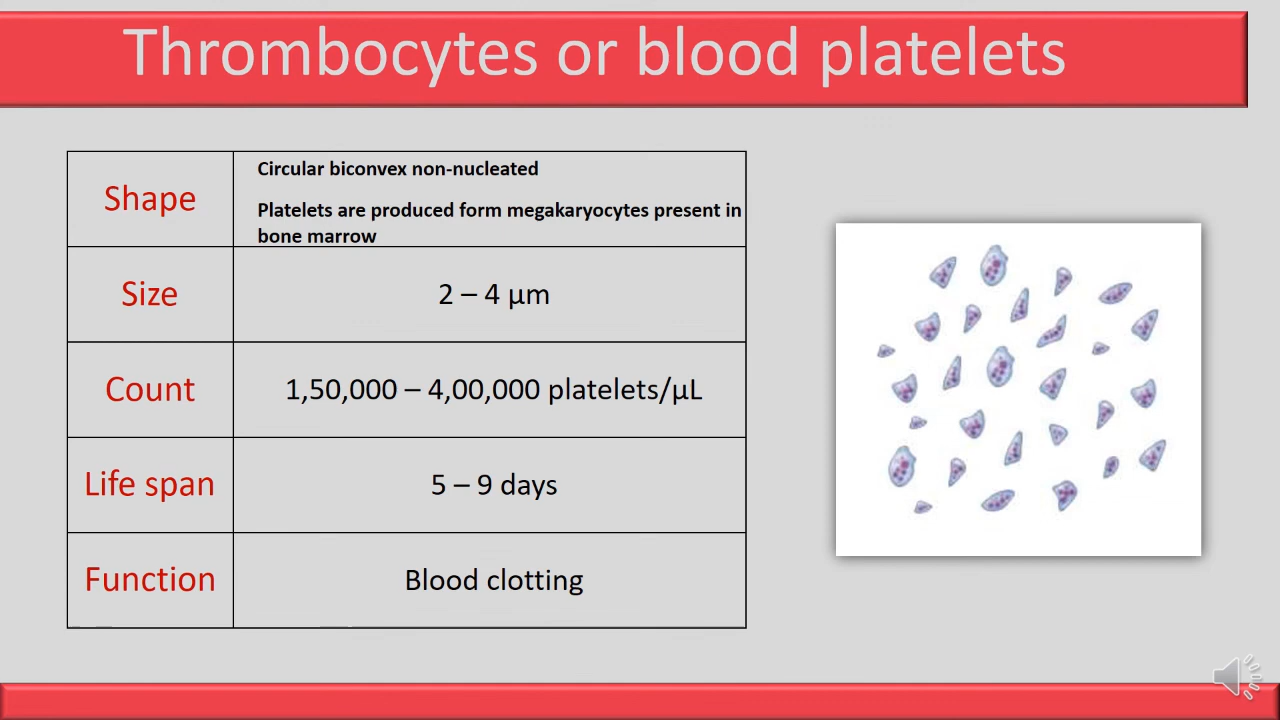 Thrombocytes or blood platelets
Shape
Circular biconvex non-nucleated
Platelets are produced form megakaryocytes present in
bone marrow
Size
2 – 4 µm
Count
1,50,000 – 4,00,000 platelets/µL
Life span
5 – 9 days
Function
Blood clotting